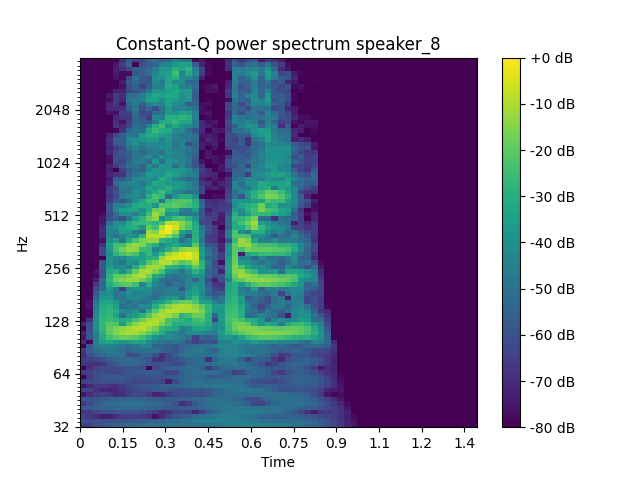 Constant-Q power spectrum speaker_8
+0 dB
-10 dB
-20 dB
-30 dB
-40 dB
-50 dB
-60 dB
-70 dB
-80 dB
Hz
2048
1024
512
256
128
64
32
0 0.15 0.3 0.45 0.6 0.75 0.9 1.1 1.2 1.4
Time